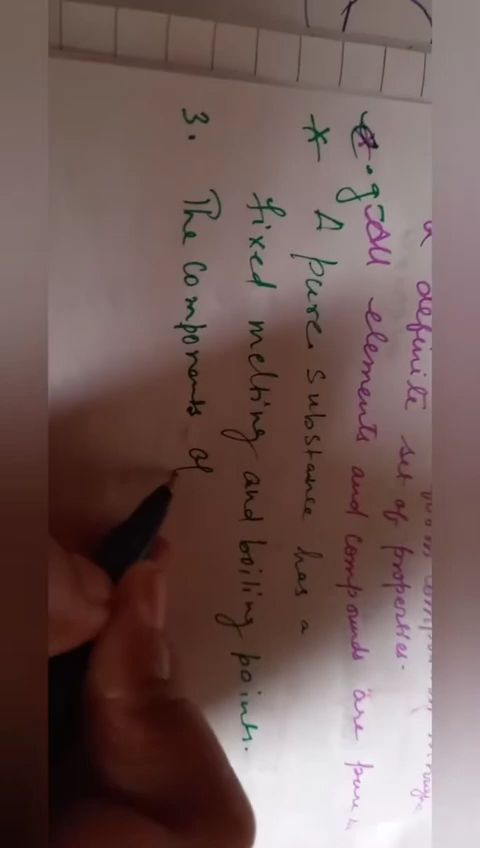 a definite set of properties.
e.g. All elements and compounds are pure
* A pure substance has a
fixed melting and boiling points.
3. The components of